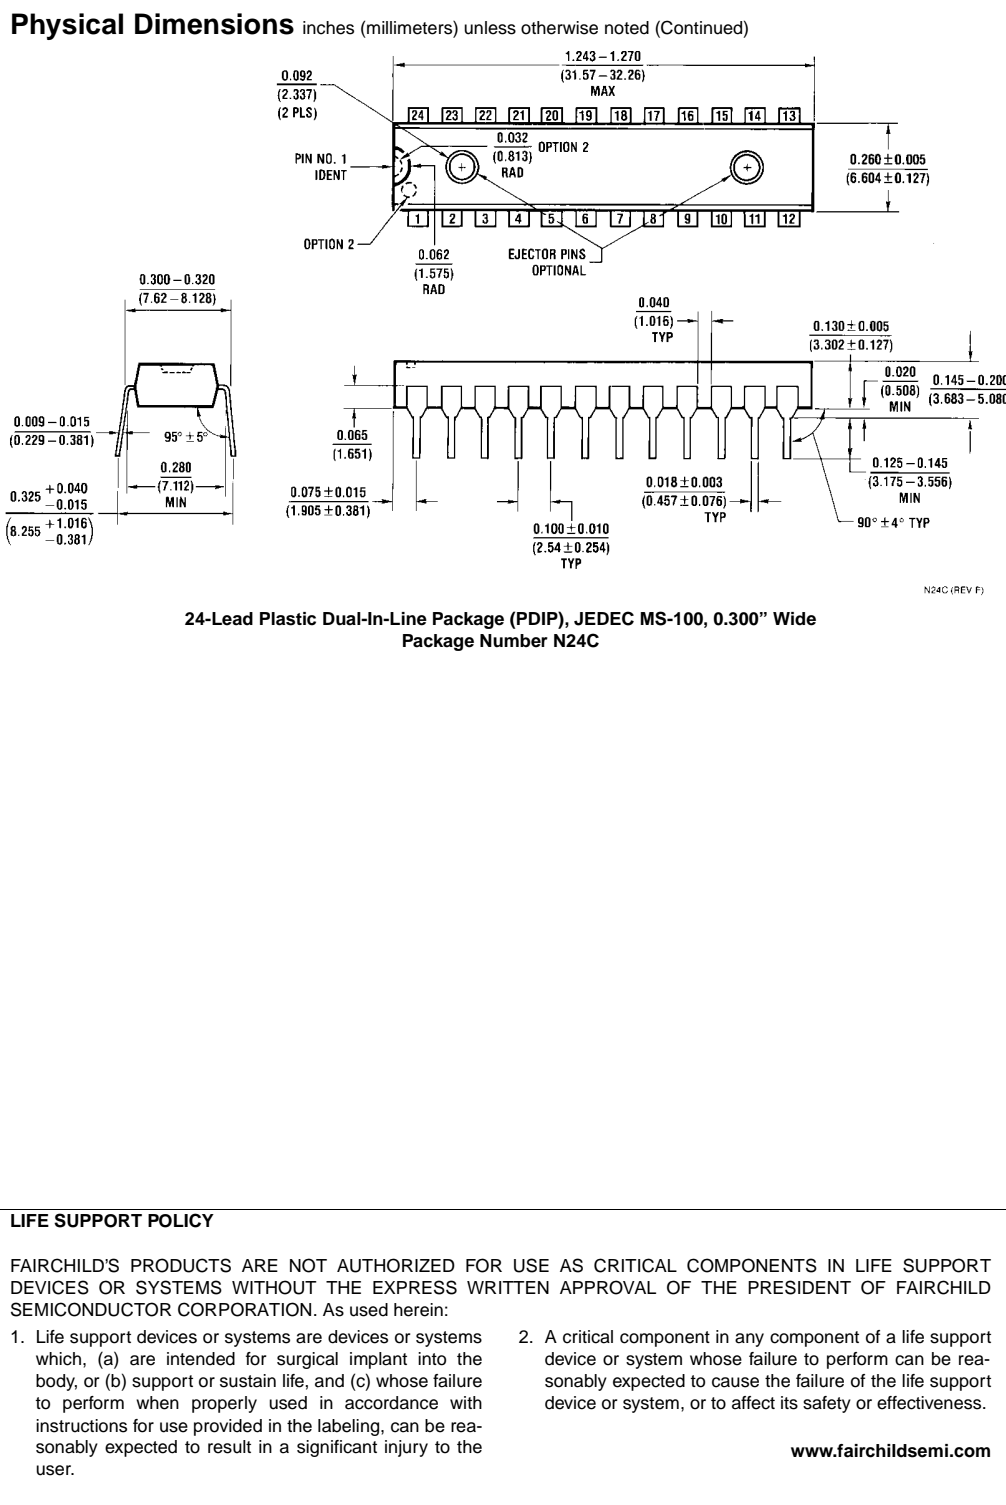 Physical Dimensions inches (millimeters) unless otherwise noted (Continued)
1.243 – 1.270
(31.57 – 32.26)
MAX
0.092
(2.337)
(2 PLS)
24 23 22 21 20 19 18 17 16 15 14 13
0.032
(0.813)
RAD
OPTION 2
PIN NO. 1
IDENT
0.260 ± 0.005
(6.604 ± 0.127)
1 2 3 4 5 6 7 8 9 10 11 12
OPTION 2
0.062
(1.575)
RAD
EJECTOR PINS
OPTIONAL
0.300 – 0.320
(7.62 – 8.128)
0.040
(1.016)
TYP
0.130 ± 0.005
(3.302 ± 0.127)
0.020
(0.508)
MIN
0.145 – 0.200
(3.683 – 5.080
0.009 – 0.015
(0.229 – 0.381)
95° ± 5°
0.065
(1.651)
0.280
(7.112)
MIN
0.325 +0.040
–0.015
(8.255 +1.016
–0.381)
0.075 ± 0.015
(1.905 ± 0.381)
0.100 ± 0.010
(2.54 ± 0.254)
TYP
0.018 ± 0.003
(0.457 ± 0.076)
TYP
0.125 – 0.145
(3.175 – 3.556)
MIN
90° ± 4° TYP
N24C (REV F)
24-Lead Plastic Dual-In-Line Package (PDIP), JEDEC MS-100, 0.300” Wide
Package Number N24C
LIFE SUPPORT POLICY
FAIRCHILD’S PRODUCTS ARE NOT AUTHORIZED FOR USE AS CRITICAL COMPONENTS IN LIFE SUPPORT
DEVICES OR SYSTEMS WITHOUT THE EXPRESS WRITTEN APPROVAL OF THE PRESIDENT OF FAIRCHILD
SEMICONDUCTOR CORPORATION. As used herein:
1. Life support devices or systems are devices or systems
which, (a) are intended for surgical implant into the
body, or (b) support or sustain life, and (c) whose failure
to perform when properly used in accordance with
instructions for use provided in the labeling, can be rea-
sonably expected to result in a significant injury to the
user.
2. A critical component in any component of a life support
device or system whose failure to perform can be rea-
sonably expected to cause the failure of the life support
device or system, or to affect its safety or effectiveness.
www.fairchildsemi.com